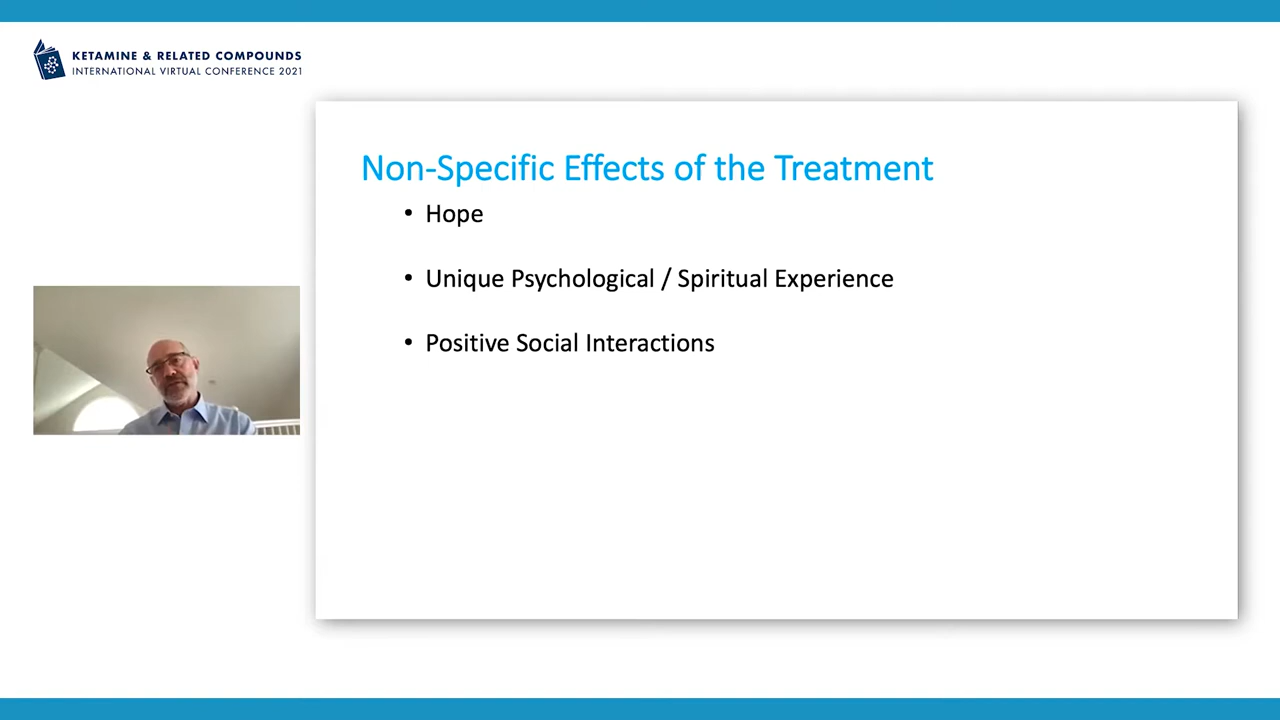 KETAMINE & RELATED COMPOUNDS
INTERNATIONAL VIRTUAL CONFERENCE 2021
Non-Specific Effects of the Treatment
• Hope
• Unique Psychological / Spiritual Experience
• Positive Social Interactions